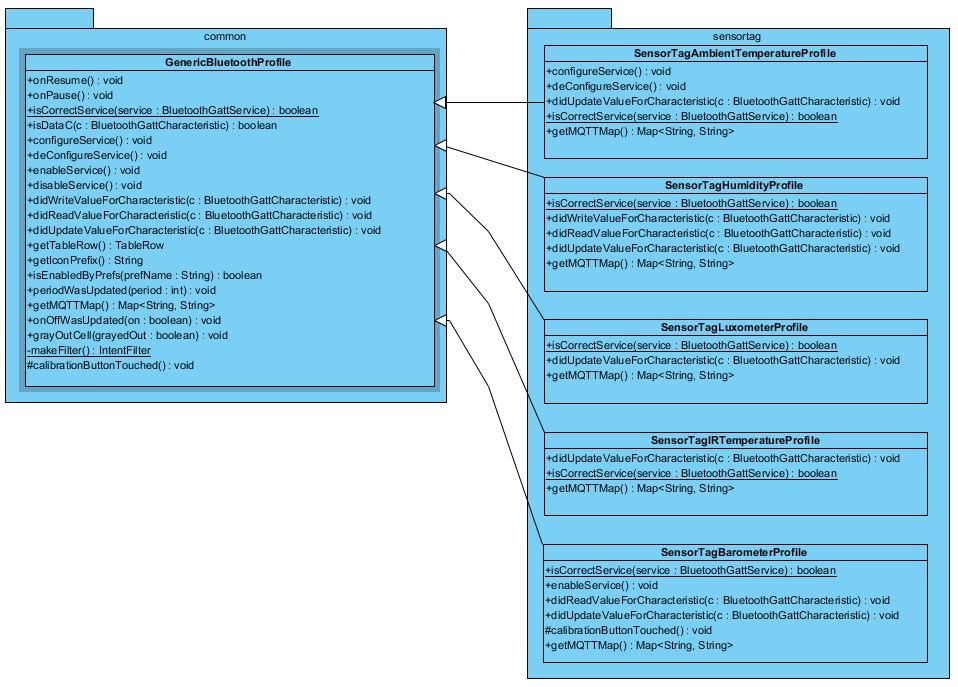 common
GenericBluetoothProfile
+onResume() : void
+onPause() : void
+isCorrectService(service : BluetoothGattService) : boolean
+isDataC(c : BluetoothGattCharacteristic) : boolean
+configureService() : void
+deConfigureService() : void
+enableService() : void
+disableService() : void
+didWriteValueForCharacteristic(c : BluetoothGattCharacteristic) : void
+didReadValueForCharacteristic(c : BluetoothGattCharacteristic) : void
+didUpdateValueForCharacteristic(c : BluetoothGattCharacteristic) : void
+getTableRow() : TableRow
+getIconPrefix() : String
+isEnabledByPrefs(prefName : String) : boolean
+periodWasUpdated(period : int) : void
+getMQTTMap() : Map<String, String>
+onOffWasUpdated(on : boolean) : void
+grayOutCell(grayedOut : boolean) : void
-makeFilter() : IntentFilter
#calibrationButtonTouched() : void
sensortag
SensorTagAmbientTemperatureProfile
+configureService() : void
+deConfigureService() : void
+didUpdateValueForCharacteristic(c : BluetoothGattCharacteristic) : void
+isCorrectService(service : BluetoothGattService) : boolean
+getMQTTMap() : Map<String, String>
SensorTagHumidityProfile
+isCorrectService(service : BluetoothGattService) : boolean
+didWriteValueForCharacteristic(c : BluetoothGattCharacteristic) : void
+didReadValueForCharacteristic(c : BluetoothGattCharacteristic) : void
+didUpdateValueForCharacteristic(c : BluetoothGattCharacteristic) : void
+getMQTTMap() : Map<String, String>
SensorTagLuxometerProfile
+isCorrectService(service : BluetoothGattService) : boolean
+didUpdateValueForCharacteristic(c : BluetoothGattCharacteristic) : void
+getMQTTMap() : Map<String, String>
SensorTagIRTemperatureProfile
+didUpdateValueForCharacteristic(c : BluetoothGattCharacteristic) : void
+isCorrectService(service : BluetoothGattService) : boolean
+getMQTTMap() : Map<String, String>
SensorTagBarometerProfile
+isCorrectService(service : BluetoothGattService) : boolean
+enableService() : void
+didReadValueForCharacteristic(c : BluetoothGattCharacteristic) : void
+didUpdateValueForCharacteristic(c : BluetoothGattCharacteristic) : void
#calibrationButtonTouched() : void
+getMQTTMap() : Map<String, String>